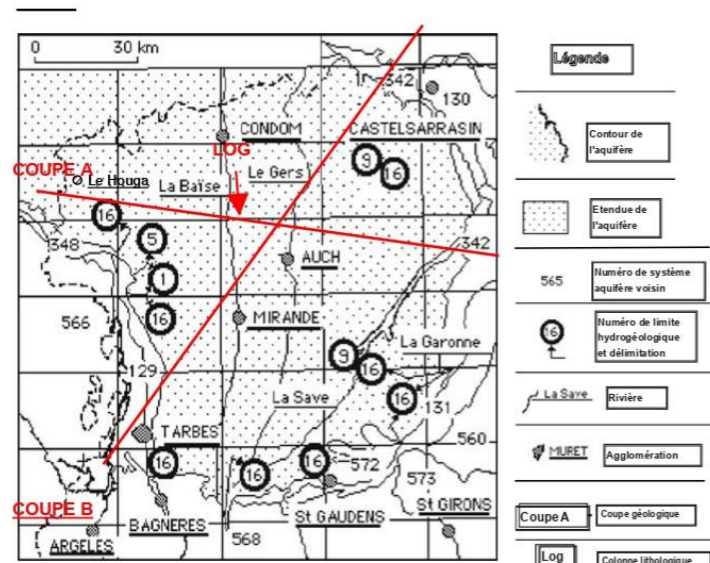 0 30 km
342
130
CONDOM
CASTELSARRASIN
LOG
9
16
COUPE A
Le Houga
La Baïse
Le Gers
16
5
348
342
1
AUCH
566
16
MIRANDE
La Garonne
9
16
129
16
La Save
131
TARBES
560
16
16
16
572
573
COUPE B
BAGNERES
St GAUDENS
St GIRONS
568
ARGELES
Légende
Contour de
l'aquifère
Etendue de
l'aquifère
565
Numéro de système
aquifère voisin
16
Numéro de limite
hydrogéologique
et délimitation
La Save
Rivière
MURET
Agglomération
Coupe A
Coupe géologique
Log
Colonne lithologique